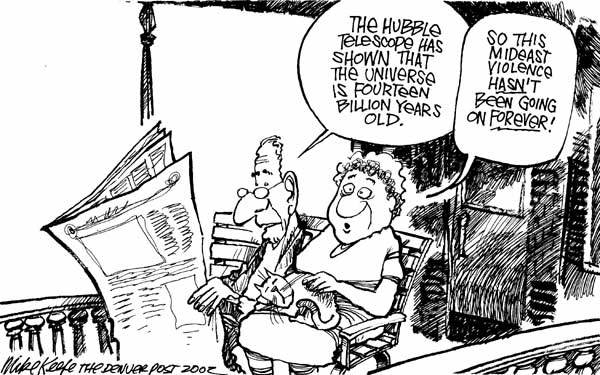 THE HUBBLE
TELESCOPE HAS
SHOWN THAT
THE UNIVERSE
IS FOURTEEN
BILLION YEARS
OLD.
SO THIS
MIDEAST
VIOLENCE
HASN'T
BEEN GOING
ON FOREVER!
MIKE KEEFE THE DENVER POST 2002